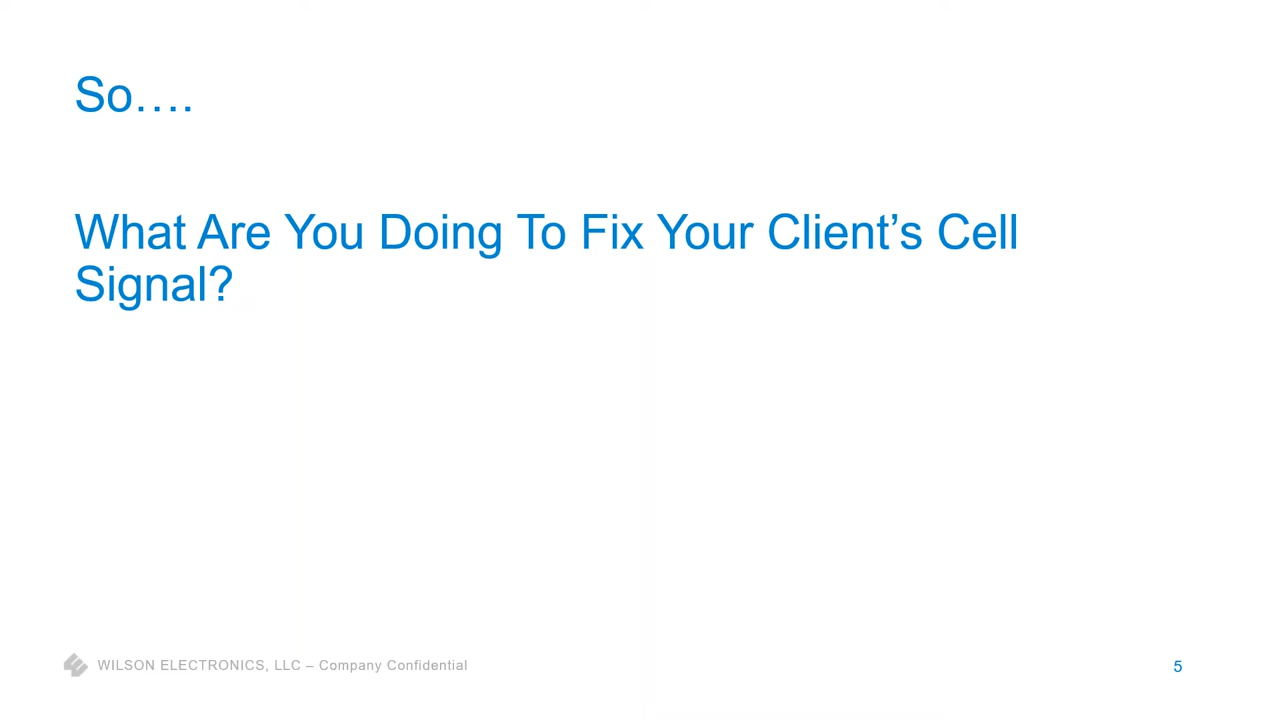 So….
What Are You Doing To Fix Your Client’s Cell
Signal?
WILSON ELECTRONICS, LLC – Company Confidential
5